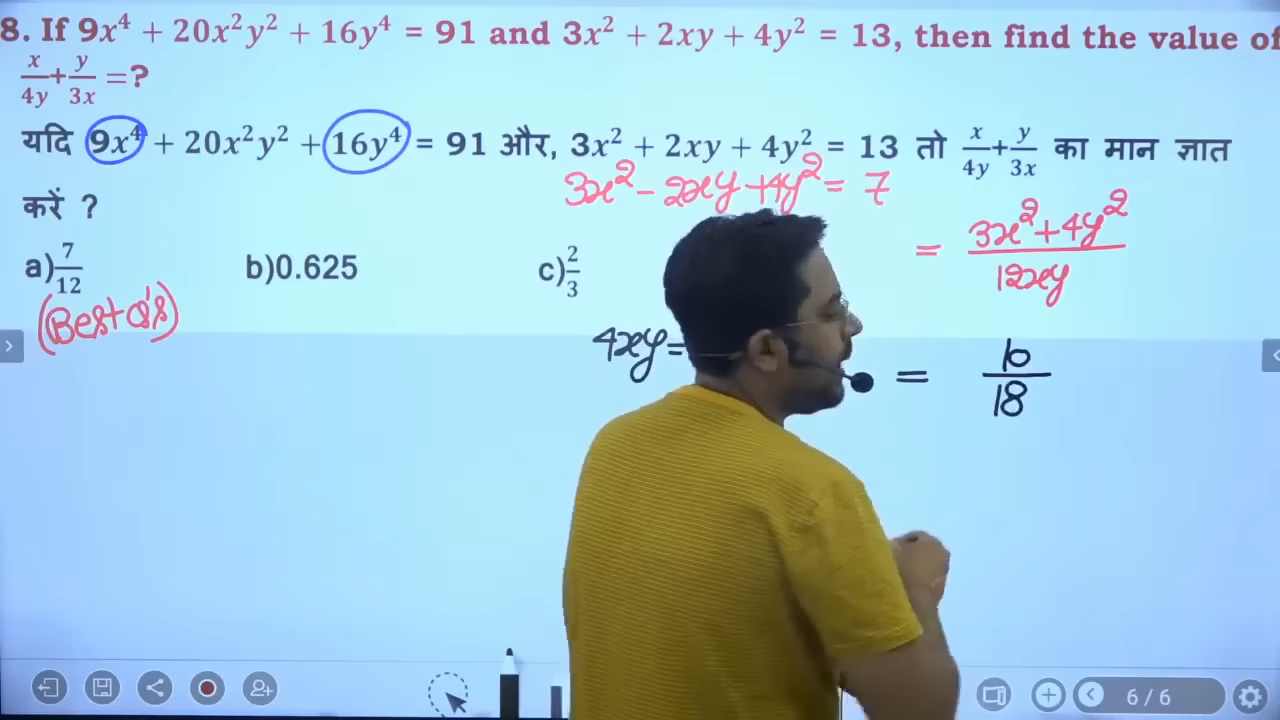 8. If 9x⁴ + 20x²y² + 16y⁴ = 91 and 3x² + 2xy + 4y² = 13, then find the value of
x/4y + y/3x = ?
यदि 9x⁴ + 20x²y² + 16y⁴ = 91 और, 3x² + 2xy + 4y² = 13 तो x/4y + y/3x का मान ज्ञात
करें ?
3x² - 2xy + 4y² = 7
= 3x² + 4y² / 12xy
a) 7/12 b) 0.625 c) 2/3
(Best Q's)
4xy =
= 10/18
6 / 6